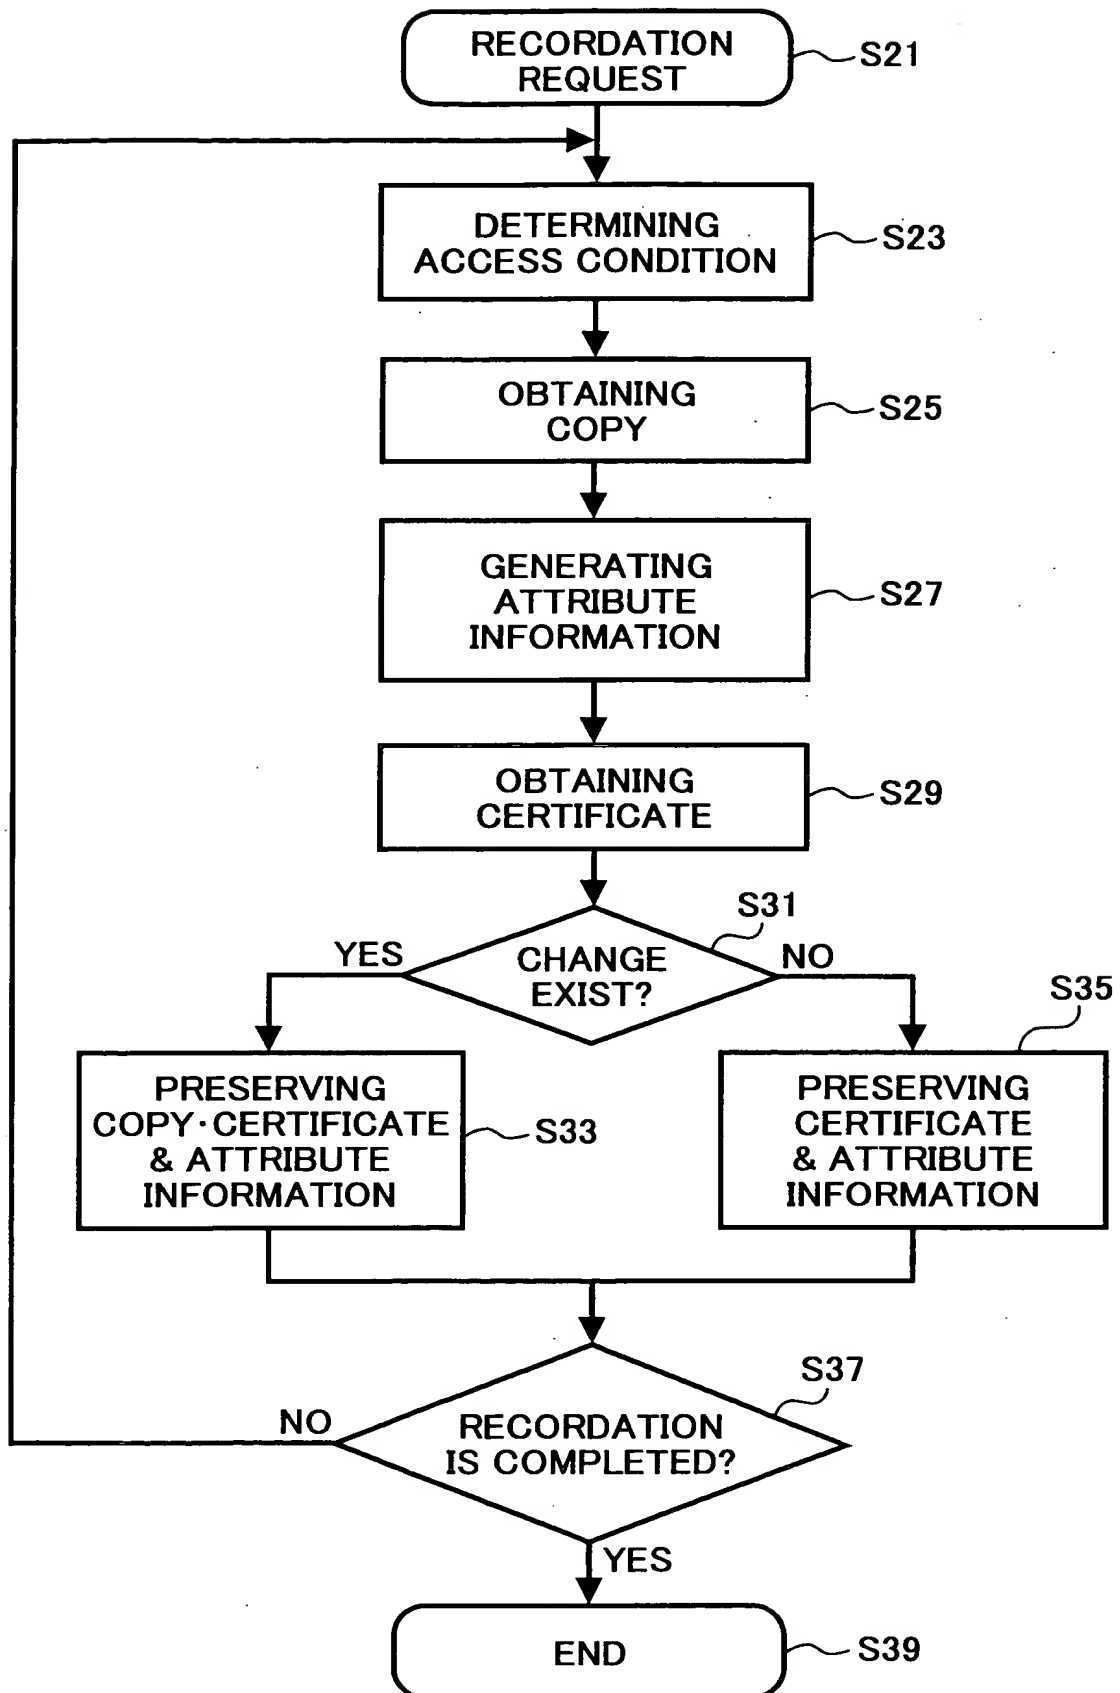 RECORDATION
REQUEST
S21
DETERMINING
ACCESS CONDITION
S23
OBTAINING
COPY
S25
GENERATING
ATTRIBUTE
INFORMATION
S27
OBTAINING
CERTIFICATE
S29
S31
YES
CHANGE
EXIST?
NO
S35
PRESERVING
COPY·CERTIFICATE
& ATTRIBUTE
INFORMATION
S33
PRESERVING
CERTIFICATE
& ATTRIBUTE
INFORMATION
S37
NO
RECORDATION
IS COMPLETED?
YES
END
S39